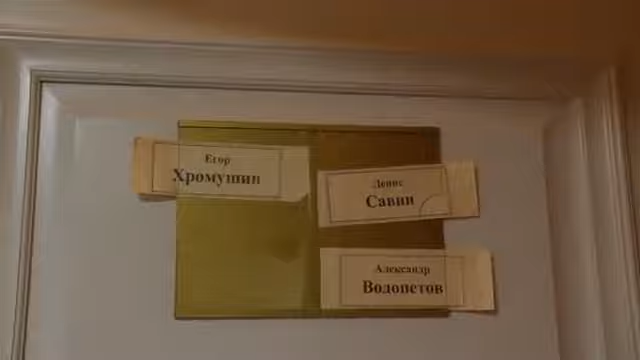 Егор
Хромушин
Денис
Савин
Александр
Водопетов